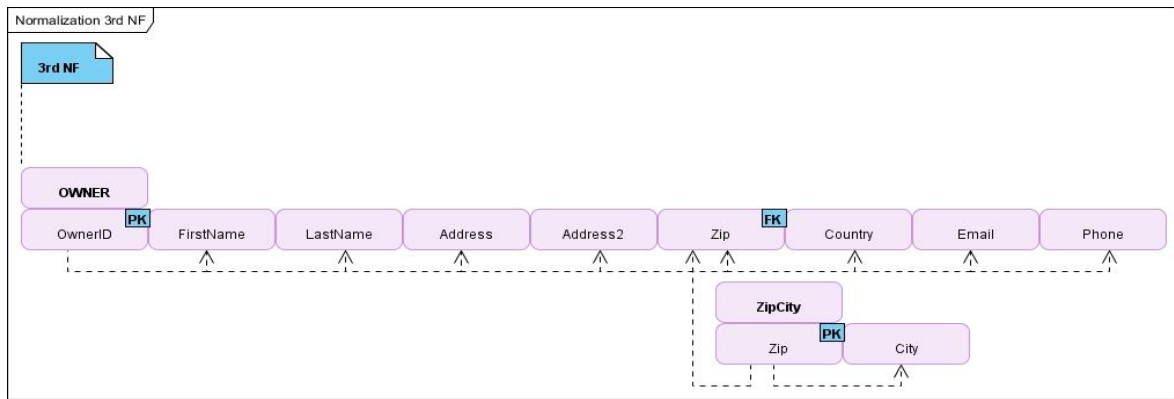 Normalization 3rd NF
3rd NF
OWNER
PK FK
OwnerID FirstName LastName Address Address2 Zip Country Email Phone
ZipCity
PK
Zip City